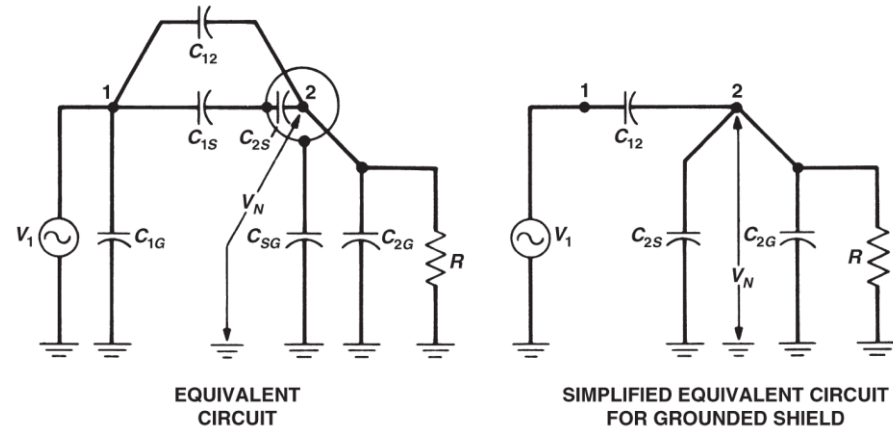 C12
1
2
C1S
C2S
VN
V1
C1G
CSG
C2G
R
EQUIVALENT
CIRCUIT
1
2
C12
V1
C2S
C2G
VN
R
SIMPLIFIED EQUIVALENT CIRCUIT
FOR GROUNDED SHIELD